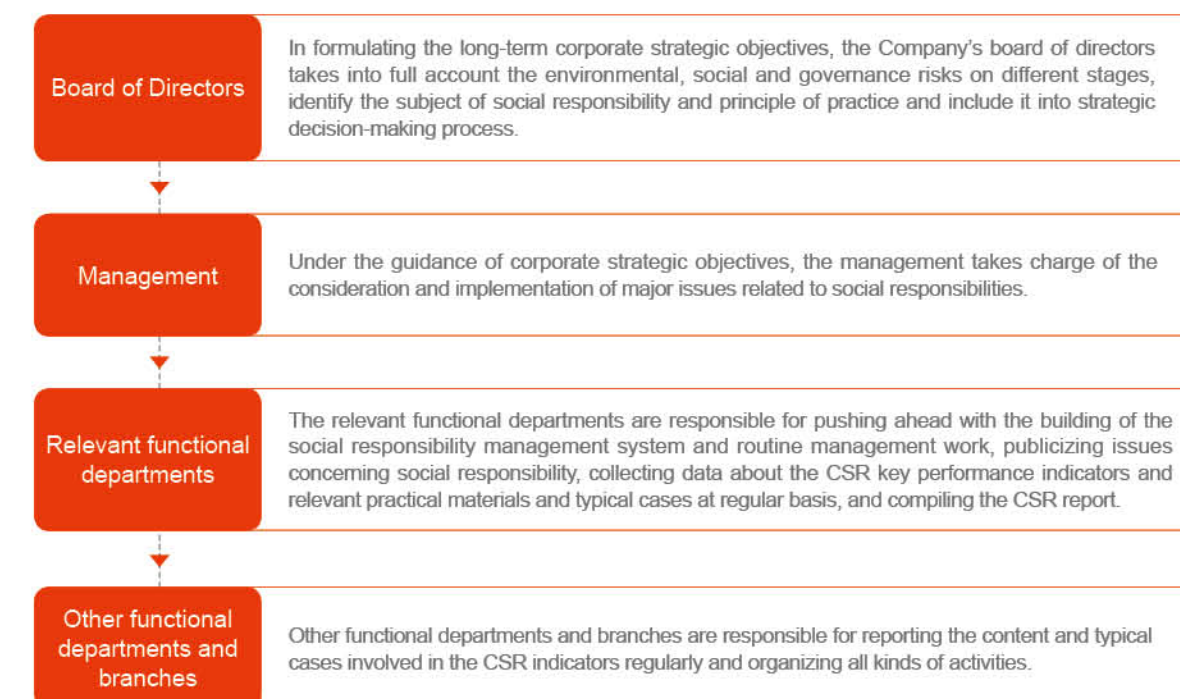 Board of Directors
In formulating the long-term corporate strategic objectives, the Company's board of directors
takes into full account the environmental, social and governance risks on different stages,
identify the subject of social responsibility and principle of practice and include it into strategic
decision-making process.
Management
Under the guidance of corporate strategic objectives, the management takes charge of the
consideration and implementation of major issues related to social responsibilities.
Relevant functional
departments
The relevant functional departments are responsible for pushing ahead with the building of the
social responsibility management system and routine management work, publicizing issues
concerning social responsibility, collecting data about the CSR key performance indicators and
relevant practical materials and typical cases at regular basis, and compiling the CSR report.
Other functional
departments and
branches
Other functional departments and branches are responsible for reporting the content and typical
cases involved in the CSR indicators regularly and organizing all kinds of activities.